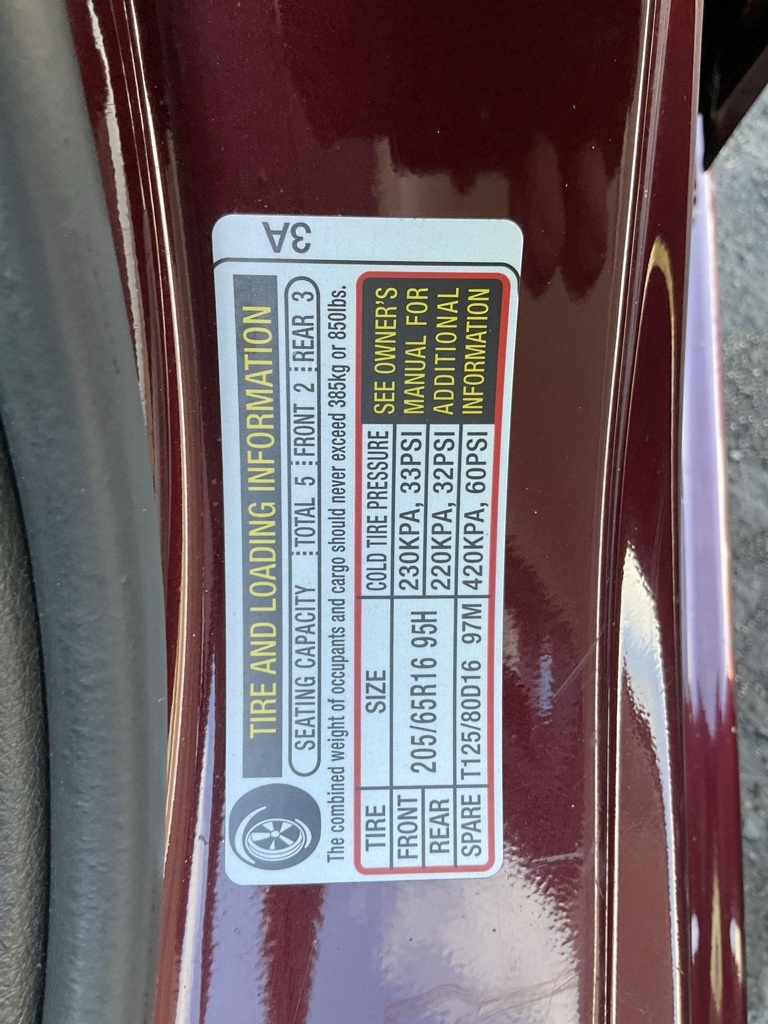 3A
TIRE AND LOADING INFORMATION
SEATING CAPACITY TOTAL 5 FRONT 2 REAR 3
The combined weight of occupants and cargo should never exceed 385kg or 850lbs.
TIRE SIZE COLD TIRE PRESSURE
FRONT 205/65R16 95H 230KPA, 33PSI
REAR 220KPA, 32PSI
SPARE T125/80D16 97M 420KPA, 60PSI
SEE OWNER'S
MANUAL FOR
ADDITIONAL
INFORMATION